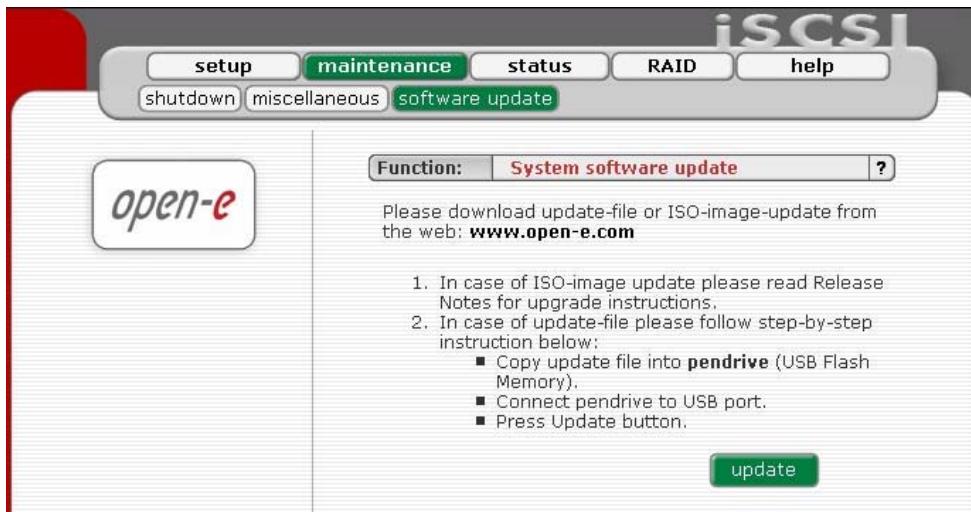 iSCSI
setup maintenance status RAID help
shutdown miscellaneous software update
open-e
Function: System software update ?
Please download update-file or ISO-image-update from
the web: www.open-e.com
1. In case of ISO-image update please read Release
Notes for upgrade instructions.
2. In case of update-file please follow step-by-step
instruction below:
■ Copy update file into pendrive (USB Flash
Memory).
■ Connect pendrive to USB port.
■ Press Update button.
update